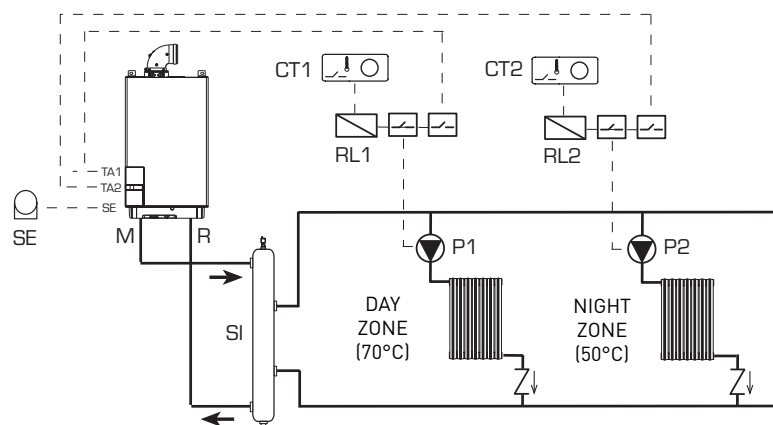 CT1
CT2
RL1
RL2
TA1
TA2
SE
SE
M
R
P1
P2
SI
DAY
ZONE
(70°C)
NIGHT
ZONE
(50°C)